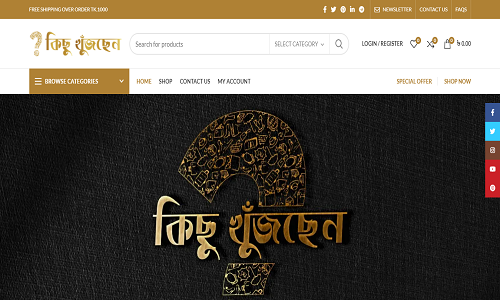 FREE SHIPPING OVER ORDER TK.1000
NEWSLETTER CONTACT US FAQS
কিছু খুঁজছেন
Search for products
SELECT CATEGORY
LOGIN / REGISTER
0 0 0 ৳ 0.00
BROWSE CATEGORIES
HOME SHOP CONTACT US MY ACCOUNT
SPECIAL OFFER SHOP NOW
কিছু খুঁজছেন